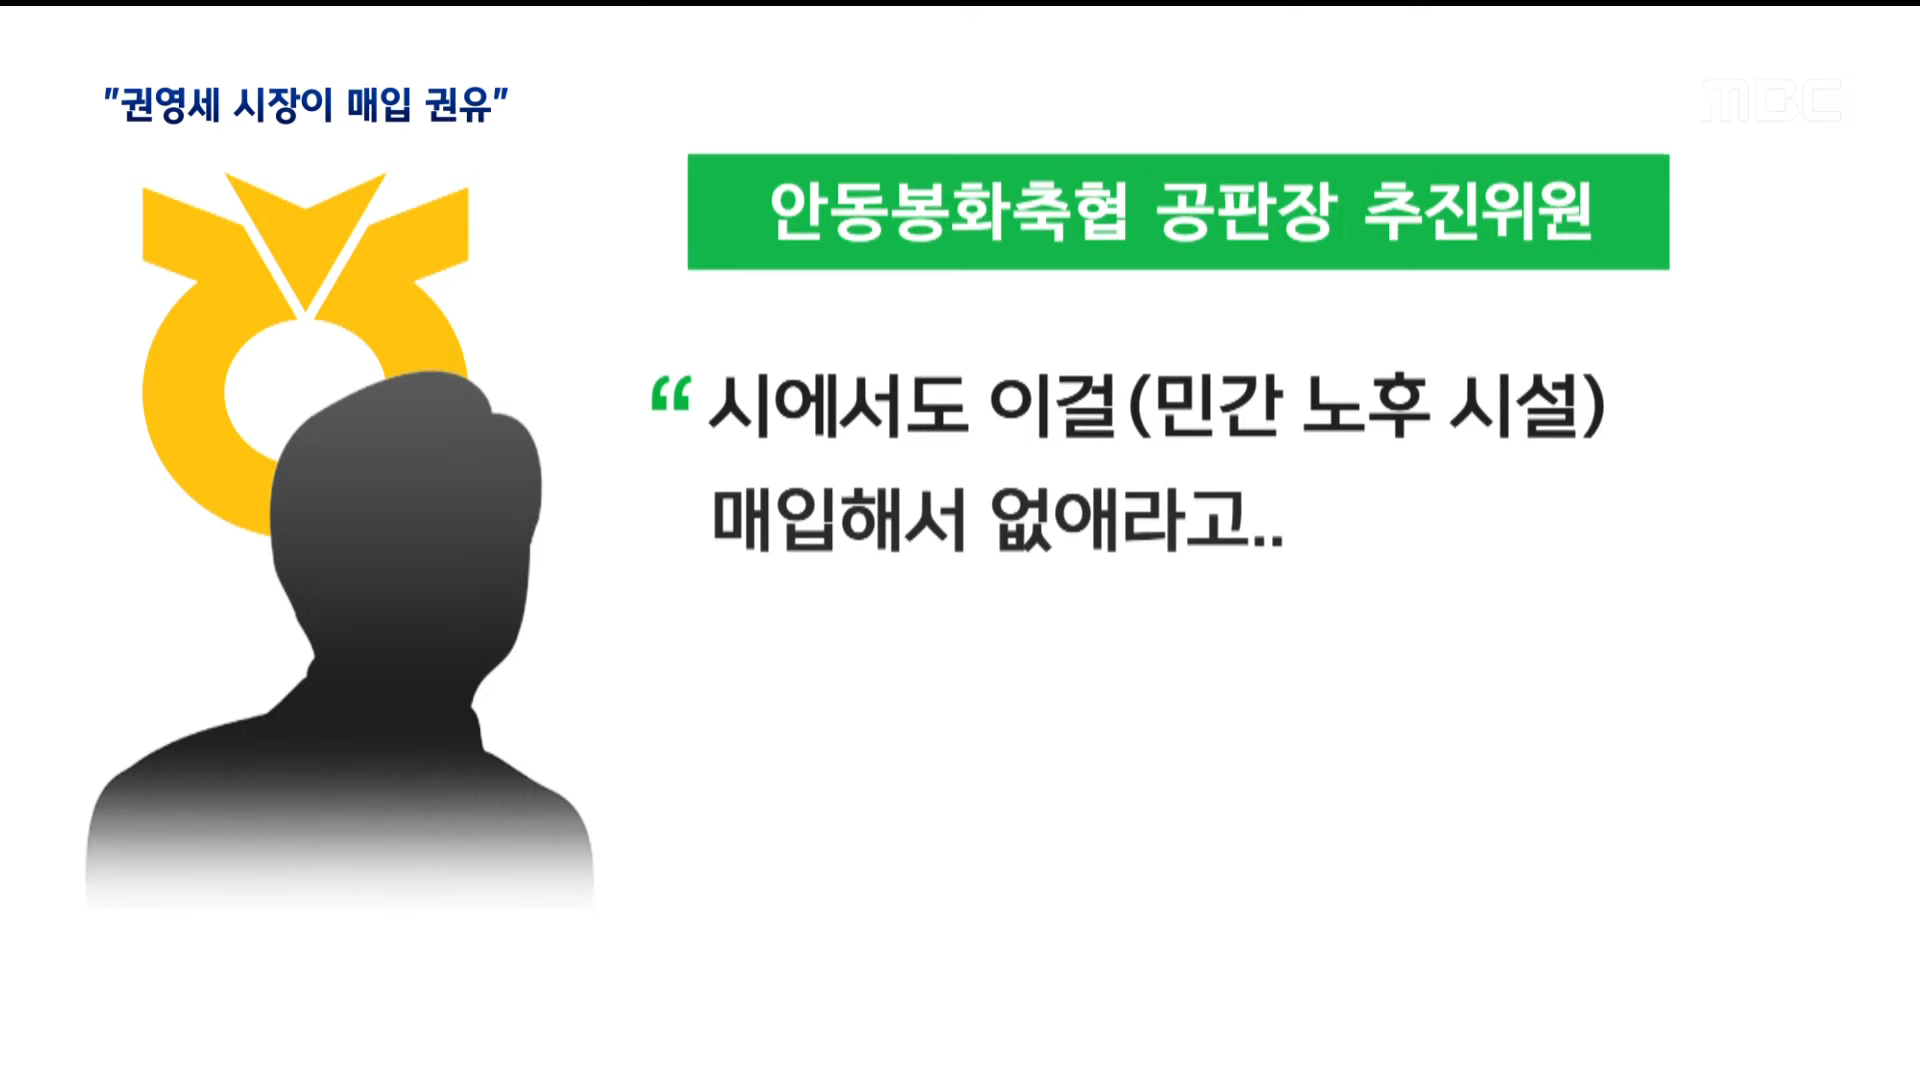 "권영세 시장이 매입 권유"
MBC
안동봉화축협 공판장 추진위원
“시에서도 이걸(민간 노후 시설)
매입해서 없애라고..